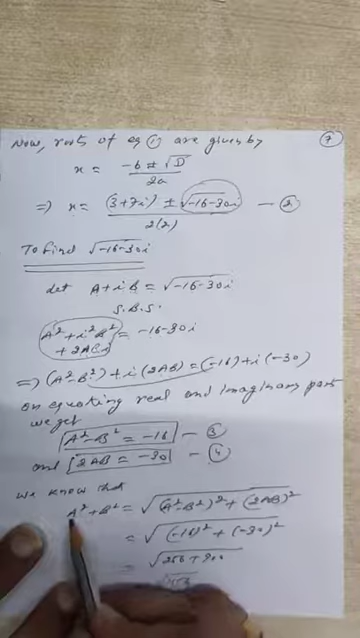 Now, roots of eq ① are given by ⑦
x = -b ± √D / 2a
⇒ x = (3+7i) ± √-16-30i / 2(2) — ②
To find √-16-30i
Let A+iB = √-16-30i
S.B.S.
A² + i²B² + 2ABi = -16-30i
⇒ (A²-B²) + i(2AB) = (-16) + i(-30)
on equating real and imaginary part
we get
A²-B² = -16 — ③
and 2AB = -30 — ④
we know that
A²+B² = √(A²-B²)² + (2AB)²
= √(-16)² + (-30)²
= √256 + 900